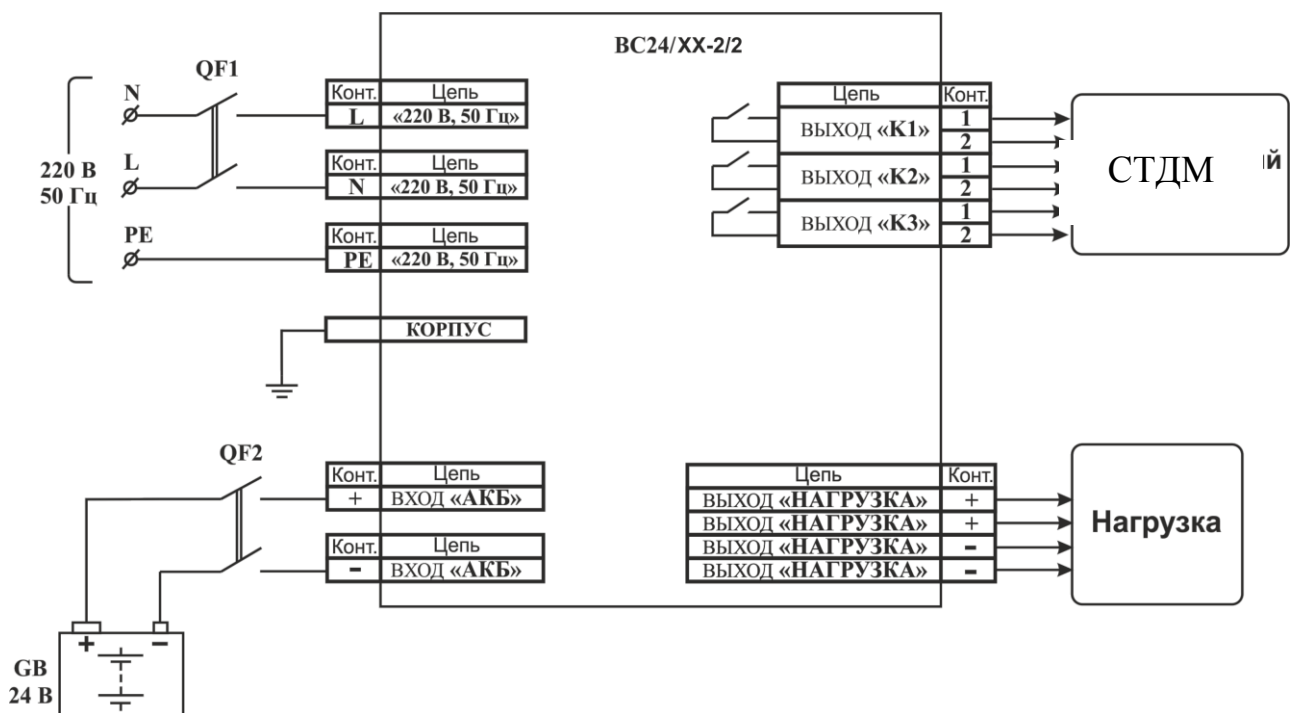 ВС24/ХХ-2/2
QF1
N
L
220 В
50 Гц
PE
Конт. Цепь
L «220 В, 50 Гц»
Конт. Цепь
N «220 В, 50 Гц»
Конт. Цепь
PE «220 В, 50 Гц»
КОРПУС
Цепь Конт.
ВЫХОД «К1» 1
2
ВЫХОД «К2» 1
2
ВЫХОД «К3» 1
2
СТДМ
й
QF2
Конт. Цепь
+ ВХОД «АКБ»
Конт. Цепь
- ВХОД «АКБ»
Цепь Конт.
ВЫХОД «НАГРУЗКА» +
ВЫХОД «НАГРУЗКА» +
ВЫХОД «НАГРУЗКА» -
ВЫХОД «НАГРУЗКА» -
Нагрузка
+ -
GB
24 В